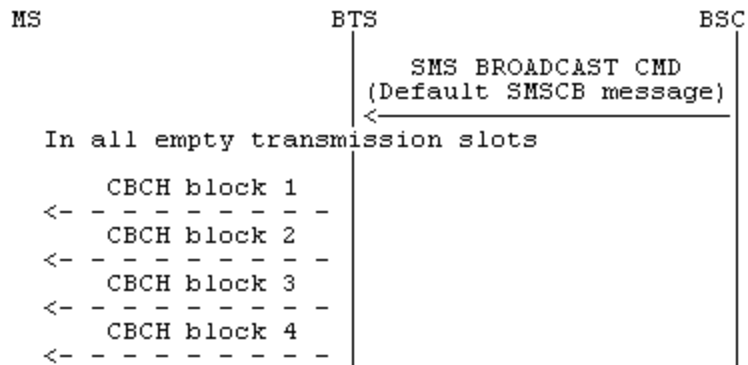 MS BTS BSC
SMS BROADCAST CMD
(Default SMSCB message)
In all empty transmission slots
CBCH block 1
CBCH block 2
CBCH block 3
CBCH block 4